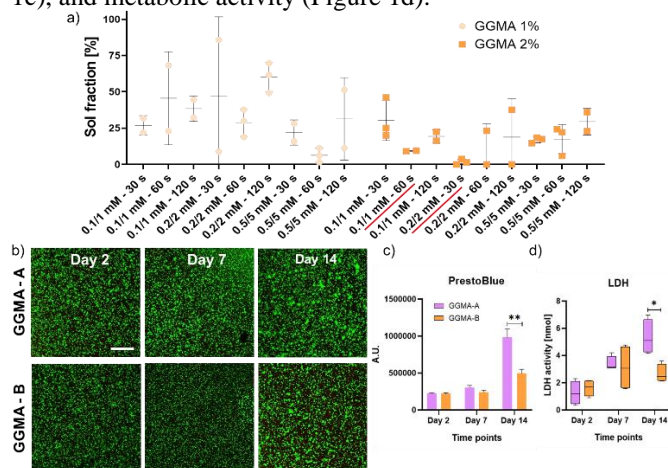 1c), and metabolic activity (Figure 1d).
a)
GGMA 1%
GGMA 2%
Sol fraction [%]
100
75
50
25
0
0.1/1 mM - 30 s
0.1/1 mM - 60 s
0.1/1 mM - 120 s
0.2/2 mM - 30 s
0.2/2 mM - 60 s
0.2/2 mM - 120 s
0.5/5 mM - 30 s
0.5/5 mM - 60 s
0.5/5 mM - 120 s
0.1/1 mM - 30 s
0.1/1 mM - 60 s
0.1/1 mM - 120 s
0.2/2 mM - 30 s
0.2/2 mM - 60 s
0.2/2 mM - 120 s
0.5/5 mM - 30 s
0.5/5 mM - 60 s
0.5/5 mM - 120 s
b)
Day 2
Day 7
Day 14
GGMA - A
GGMA - B
c)
PrestoBlue
GGMA-A
GGMA-B
**
A.U.
1500000
1000000
500000
0
Day 2
Day 7
Day 14
Time points
d)
LDH
*
LDH activity [nmol]
8
6
4
2
0
Day 2
Day 7
Day 14
Time points